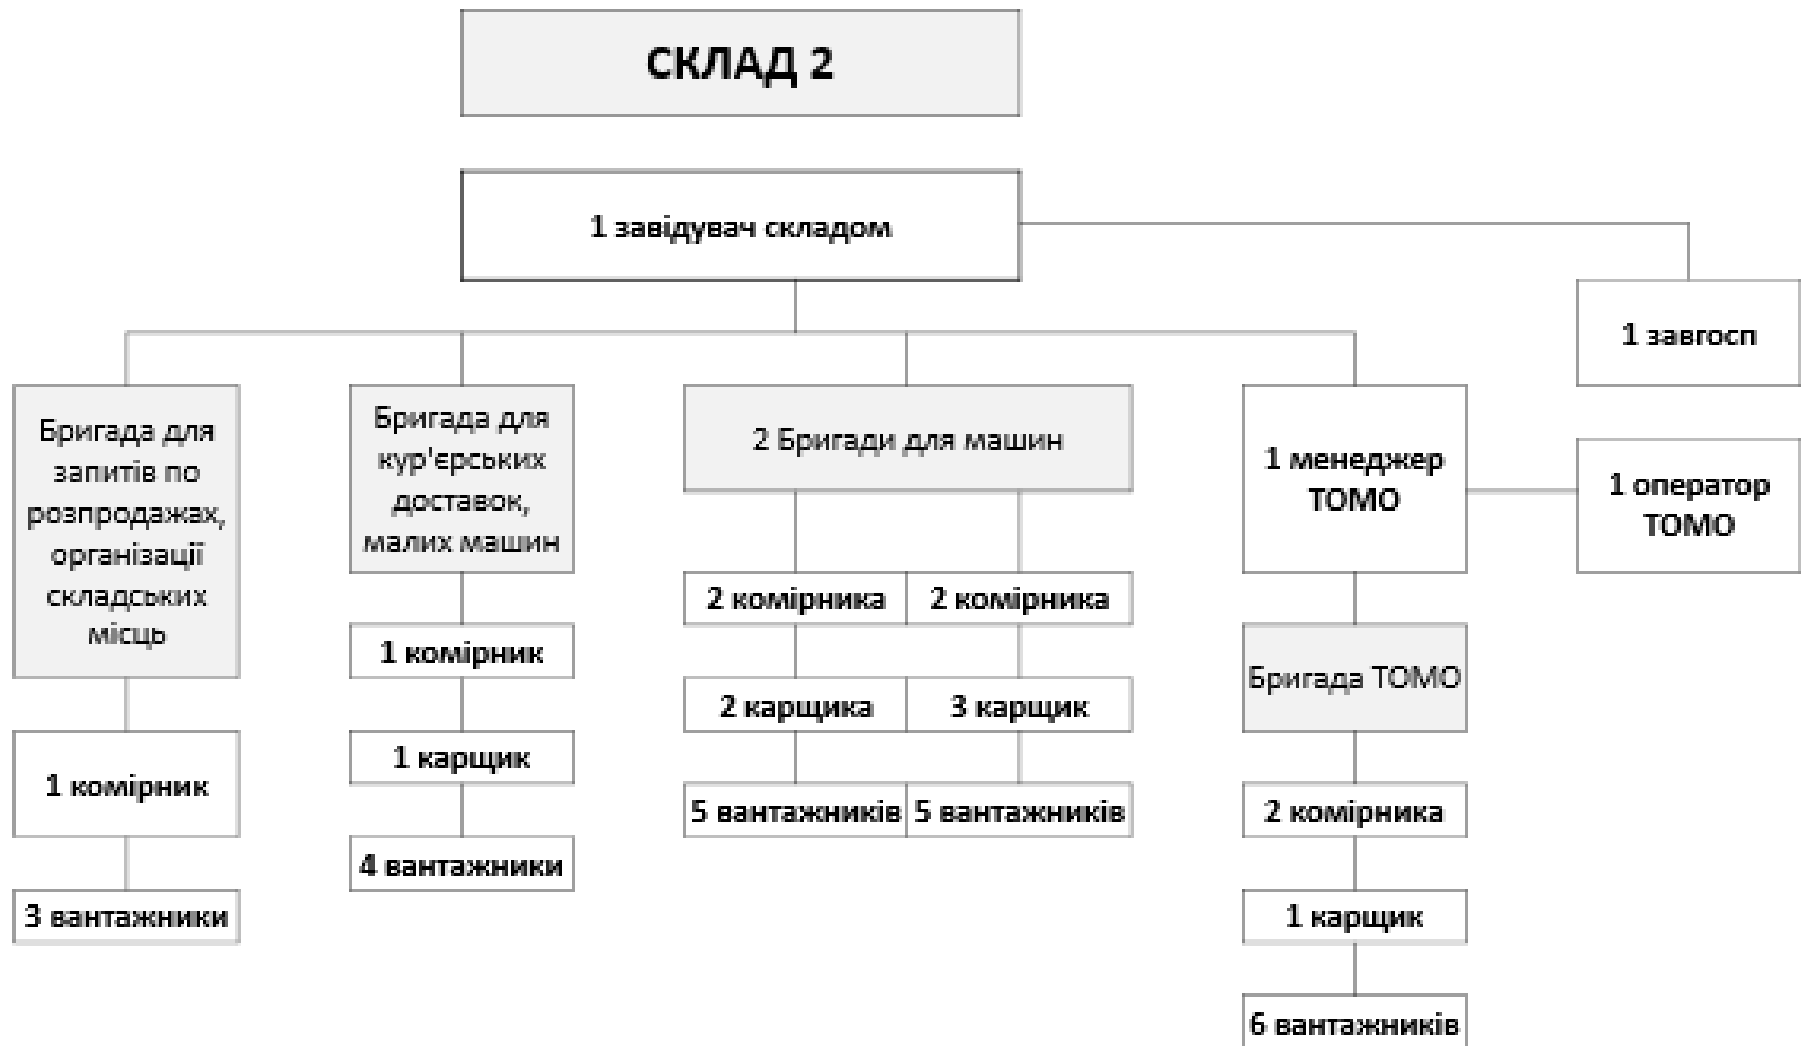 СКЛАД 2
1 завідувач складом
1 завгосп
Бригада для
запитів по
розпродажах,
організації
складських
місць
1 комірник
3 вантажники
Бригада для
кур'єрських
доставок,
малих машин
1 комірник
1 карщик
4 вантажники
2 Бригади для машин
2 комірника
2 карщика
5 вантажників
2 комірника
3 карщик
5 вантажників
1 менеджер
ТОМО
1 оператор
ТОМО
Бригада ТОМО
2 комірника
1 карщик
6 вантажників